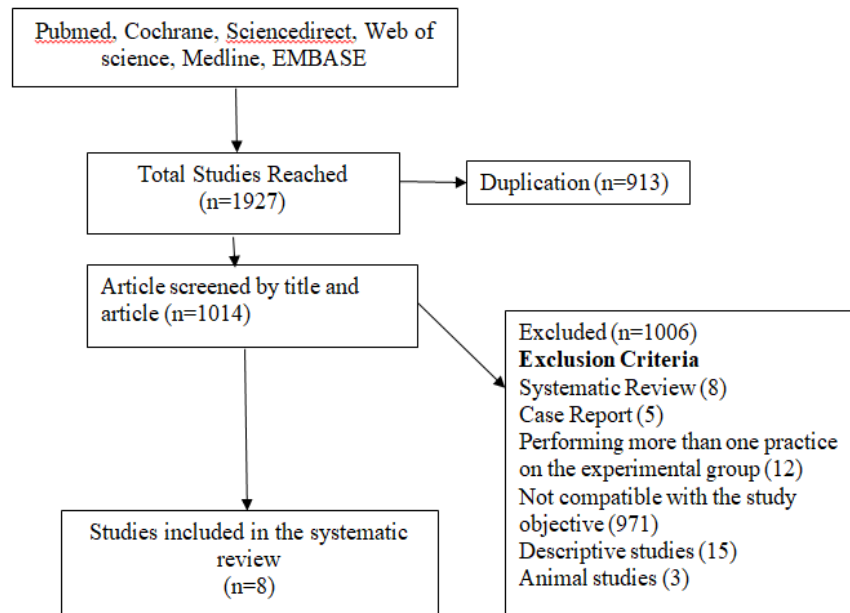 Pubmed, Cochrane, Sciencedirect, Web of
science, Medline, EMBASE
Total Studies Reached
(n=1927)
Duplication (n=913)
Article screened by title and
article (n=1014)
Excluded (n=1006)
Exclusion Criteria
Systematic Review (8)
Case Report (5)
Performing more than one practice
on the experimental group (12)
Not compatible with the study
objective (971)
Descriptive studies (15)
Animal studies (3)
Studies included in the systematic
review
(n=8)